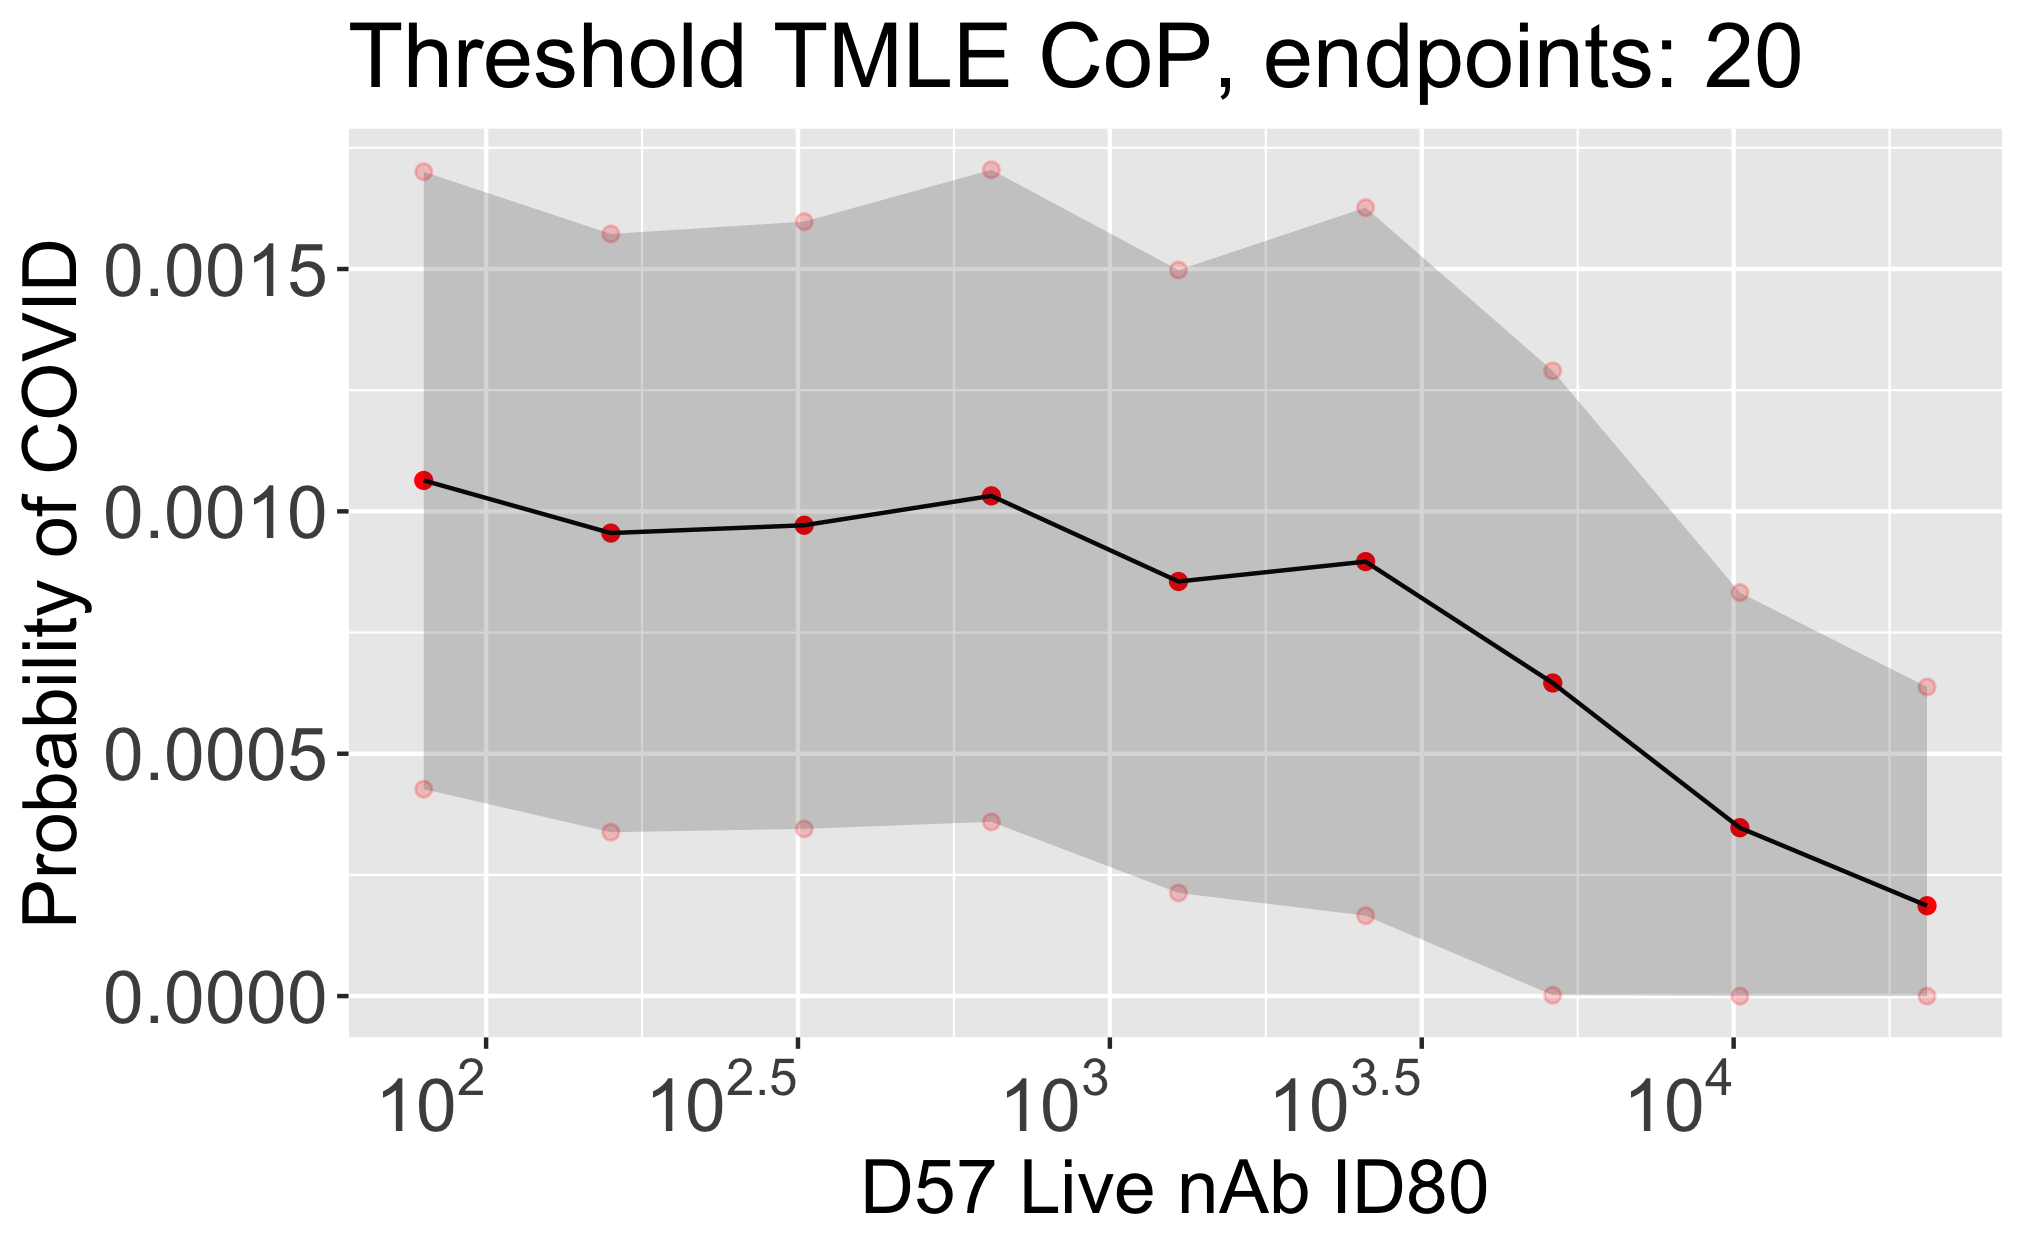 Threshold TMLE CoP, endpoints: 20
Probability of COVID
0.0015
0.0010
0.0005
0.0000
10^2 10^2.5 10^3 10^3.5 10^4
D57 Live nAb ID80